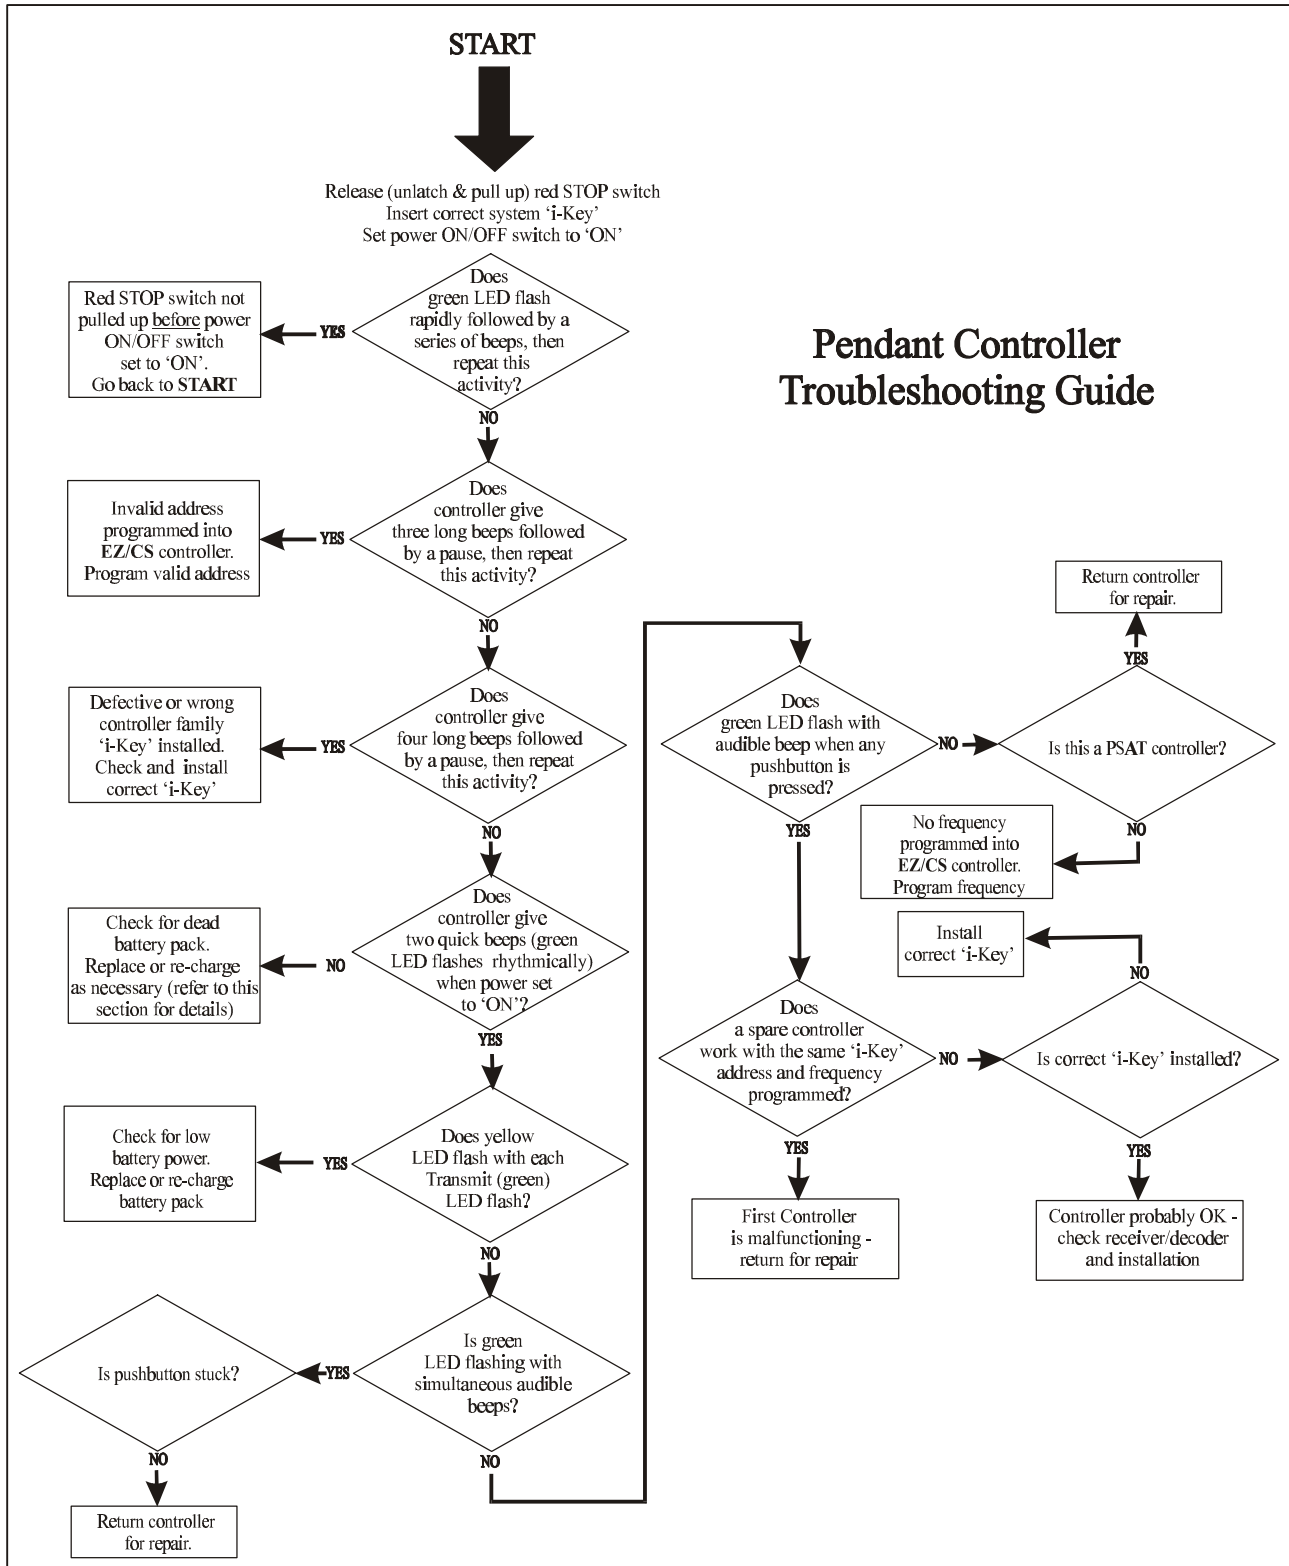 START
Release (unlatch & pull up) red STOP switch
Insert correct system ‘i-Key’
Set power ON/OFF switch to ‘ON’
Does
green LED flash
rapidly followed by a
series of beeps, then
repeat this
activity?
YES
Red STOP switch not
pulled up before power
ON/OFF switch
set to ‘ON’.
Go back to START
Pendant Controller
Troubleshooting Guide
NO
Does
controller give
three long beeps followed
by a pause, then repeat
this activity?
YES
Invalid address
programmed into
EZ/CS controller.
Program valid address
NO
Does
controller give
four long beeps followed
by a pause, then repeat
this activity?
YES
Defective or wrong
controller family
‘i-Key’ installed.
Check and install
correct ‘i-Key’
NO
Does
controller give
two quick beeps (green
LED flashes rhythmically)
when power set
to ‘ON’?
NO
Check for dead
battery pack.
Replace or re-charge
as necessary (refer to this
section for details)
YES
Does yellow
LED flash with each
Transmit (green)
LED flash?
YES
Check for low
battery power.
Replace or re-charge
battery pack
NO
Is green
LED flashing with
simultaneous audible
beeps?
YES
Is pushbutton stuck?
NO
Return controller
for repair.
NO
Does
green LED flash with
audible beep when any
pushbutton is
pressed?
NO
Is this a PSAT controller?
YES
Return controller
for repair.
NO
No frequency
programmed into
EZ/CS controller.
Program frequency
YES
Does
a spare controller
work with the same ‘i-Key’
address and frequency
programmed?
NO
Is correct ‘i-Key’ installed?
NO
Install
correct ‘i-Key’
YES
Controller probably OK -
check receiver/decoder
and installation
YES
First Controller
is malfunctioning -
return for repair